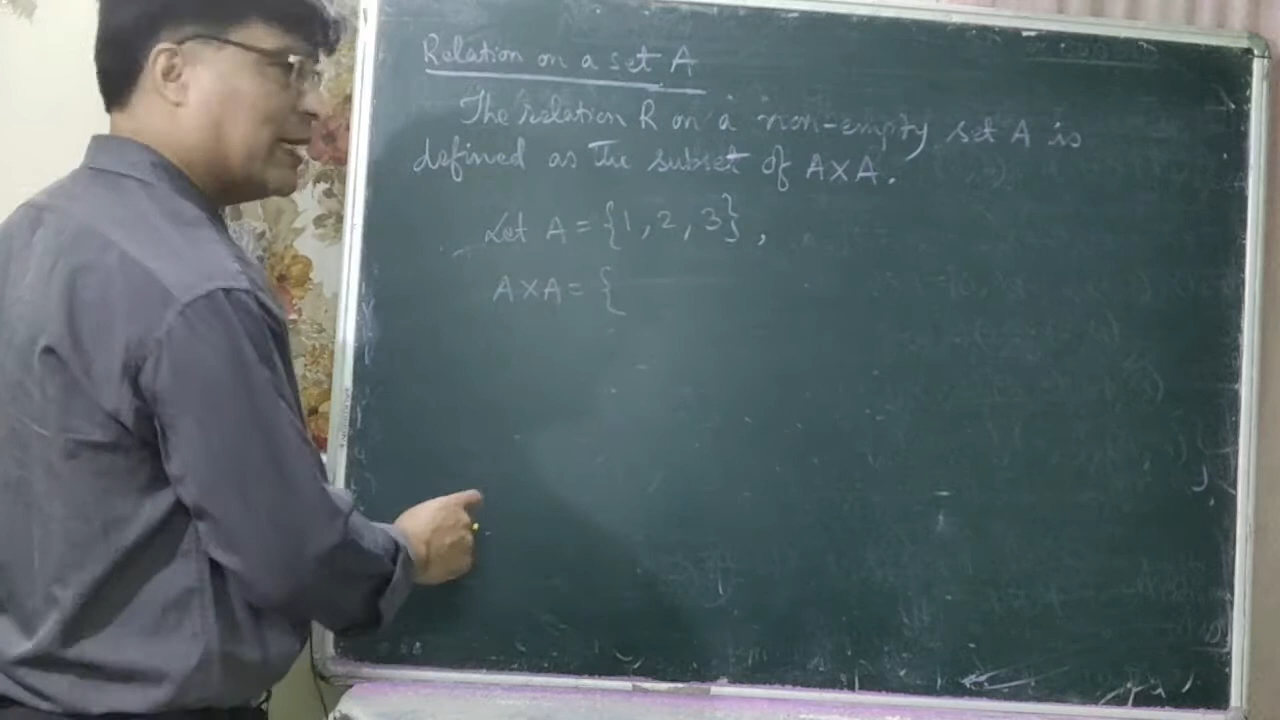 Relation on a set A
The relation R on a non-empty set A is
defined as the subset of A×A.
Let A = {1, 2, 3},
A×A = {